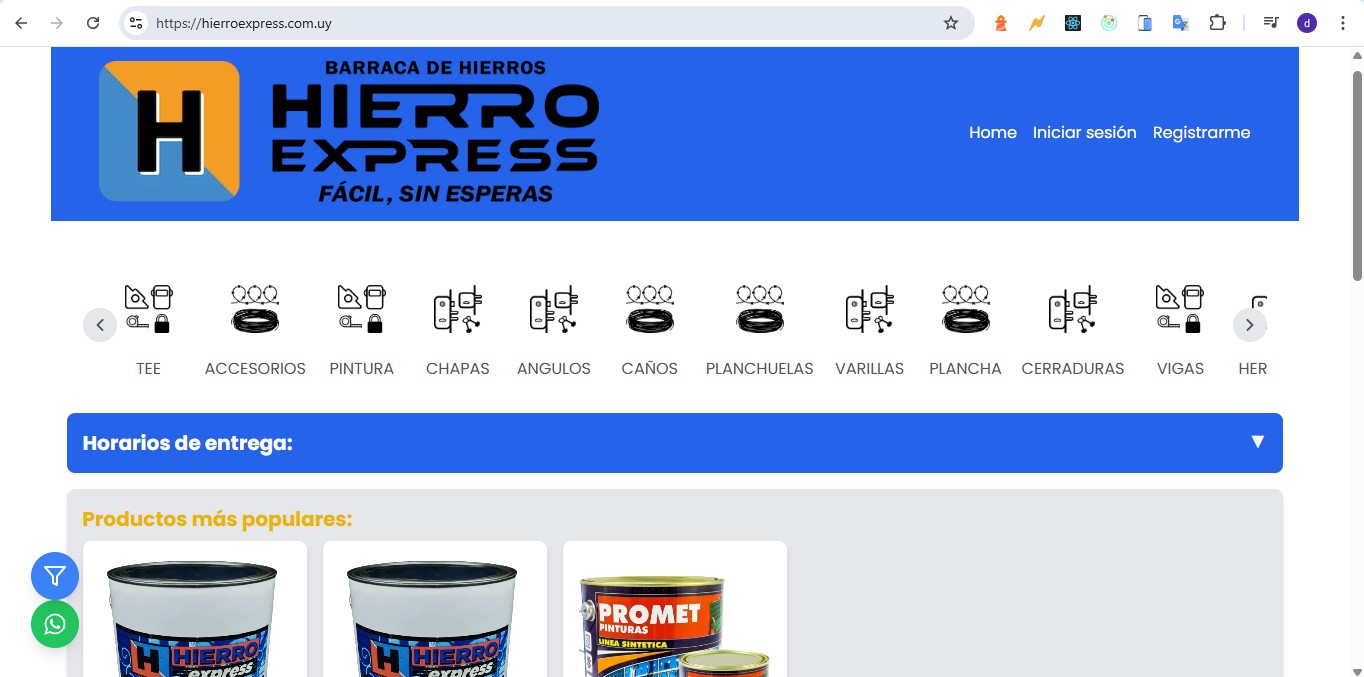 https://hierroexpress.com.uy
d
BARRACA DE HIERROS
H HIERRO
EXPRESS
FÁCIL, SIN ESPERAS
Home Iniciar sesión Registrarme
TEE ACCESORIOS PINTURA CHAPAS ANGULOS CAÑOS PLANCHUELAS VARILLAS PLANCHA CERRADURAS VIGAS HER
Horarios de entrega:
Productos más populares:
H HIERRO
express
H HIERRO
express
PROMET
PINTURAS
LINEA SINTETICA